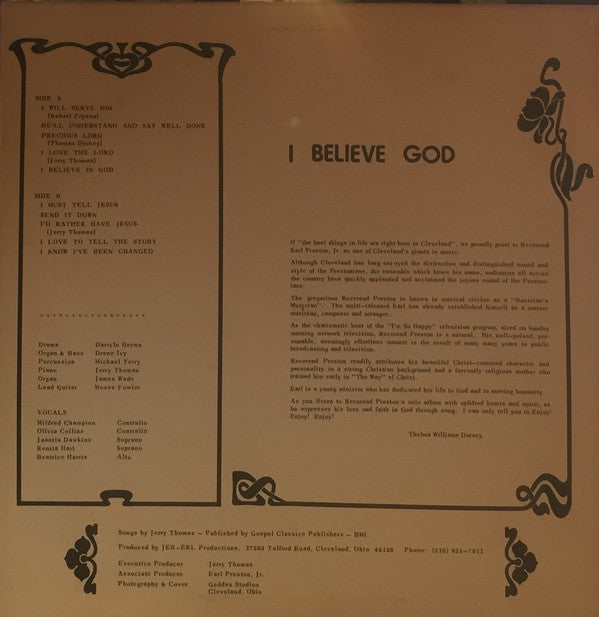 SIDE A
I WILL SERVE HIM
(Robert Fryson)
HE'LL UNDERSTAND AND SAY WELL DONE
PRECIOUS LORD
(Thomas Dorsey)
I LOVE THE LORD
(Jerry Thomas)
I BELIEVE IN GOD
SIDE B
I MUST TELL JESUS
SEND IT DOWN
I'D RATHER HAVE JESUS
(Jerry Thomas)
I LOVE TO TELL THE STORY
I KNOW I'VE BEEN CHANGED
Drums Darryle Brown
Organ & Bass Irene Ivy
Percussion Michael Terry
Piano Jerry Thomas
Organ James Wade
Lead Guitar Moses Fowler
VOCALS
Mildred Champion Contralto
Olivia Collins Contralto
Juanita Dawkins Soprano
Renita Hurt Soprano
Beatrice Harris Alto
I BELIEVE GOD
If "the best things in life are right here in Cleveland", we proudly point to Reverend
Earl Preston, Jr. as one of Cleveland's giants in music.
Although Cleveland has long enjoyed the distinctive and distinguished sound and
style of the Prestonians, the ensemble which bears his name, audiences all across
the country have quickly applauded and acclaimed the joyous sound of the Preston-
ians.
The gregarious Reverend Preston is known in musical circles as a "Musician's
Musician". The multi-talented Earl has already established himself as a master
musician, composer and arranger.
As the charismatic host of the "I'm So Happy" television program, aired on Sunday
morning network television, Reverend Preston is a natural. His well-poised, per-
sonable, seemingly effortless manner is the result of many many years in public
broadcasting and television.
Reverend Preston readily attributes his beautiful Christ-centered character and
personality to a strong Christian background and a fervently religious mother who
trained him early in "The Way" of Christ.
Earl is a young minister who has dedicated his life to God and to serving humanity.
As you listen to Reverend Preston's solo album with uplifted hearts and spirit, as
he expresses his love and faith in God through song. I can only tell you to Enjoy!
Enjoy! Enjoy!
Thelma Williams Dorsey
Songs by Jerry Thomas - Published by Gospel Classics Publishers - BMI
Produced by JER-ERL Productions, 17205 Talford Road, Cleveland, Ohio 44128 Phone: (216) 921-7011
Executive Producer Jerry Thomas
Associate Producer Earl Preston, Jr.
Photography & Cover Geddes Studios
Cleveland, Ohio